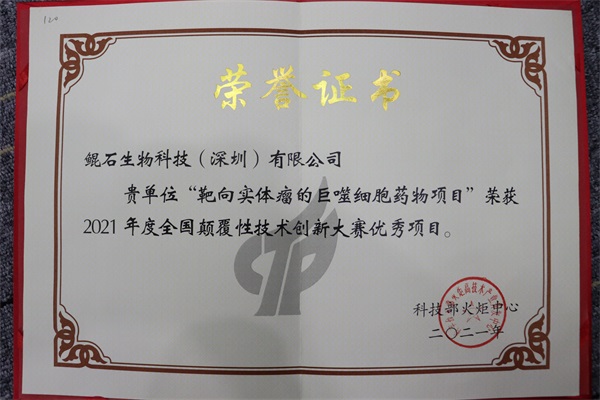 120
荣誉证书
鲲石生物科技（深圳）有限公司
贵单位“靶向实体瘤的巨噬细胞药物项目”荣获
2021年度全国颠覆性技术创新大赛优秀项目。
科技部火炬中心
二〇二一年